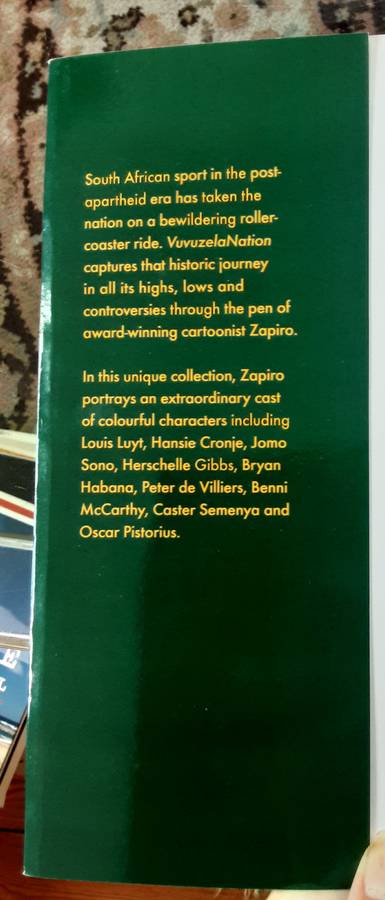 South African sport in the post-
apartheid era has taken the
nation on a bewildering roller-
coaster ride. VuvuzelaNation
captures that historic journey
in all its highs, lows and
controversies through the pen of
award-winning cartoonist Zapiro.
In this unique collection, Zapiro
portrays an extraordinary cast
of colourful characters including
Louis Luyt, Hansie Cronje, Jomo
Sono, Herschelle Gibbs, Bryan
Habana, Peter de Villiers, Benni
McCarthy, Caster Semenya and
Oscar Pistorius.